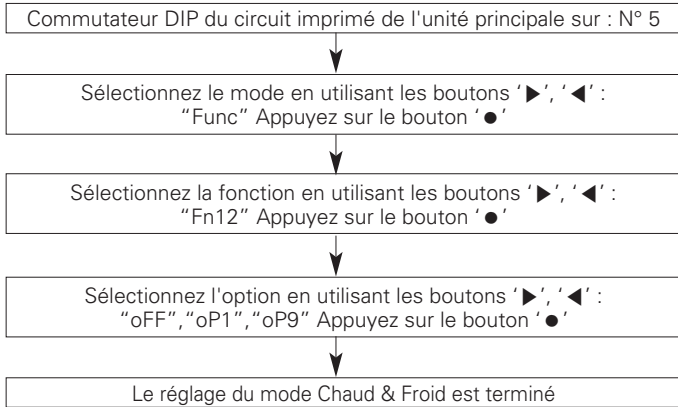 Commutateur DIP du circuit imprimé de l'unité principale sur : N° 5
Sélectionnez le mode en utilisant les boutons ‘▶’, ‘◀’ :
“Func” Appuyez sur le bouton ‘●’
Sélectionnez la fonction en utilisant les boutons ‘▶’, ‘◀’ :
“Fn12” Appuyez sur le bouton ‘●’
Sélectionnez l'option en utilisant les boutons ‘▶’, ‘◀’ :
“oFF”,“oP1”,“oP9” Appuyez sur le bouton ‘●’
Le réglage du mode Chaud & Froid est terminé